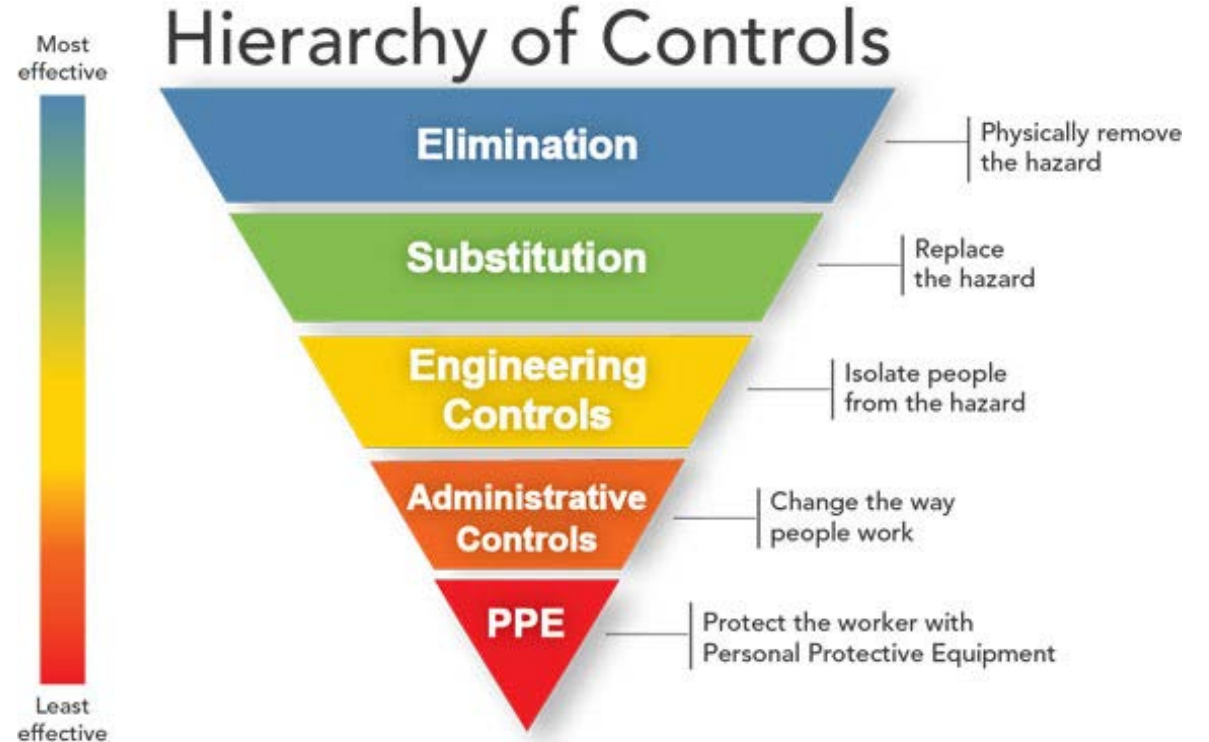 Hierarchy of Controls
Most
effective
Elimination
Physically remove
the hazard
Substitution
Replace
the hazard
Engineering
Controls
Isolate people
from the hazard
Administrative
Controls
Change the way
people work
PPE
Protect the worker with
Personal Protective Equipment
Least
effective